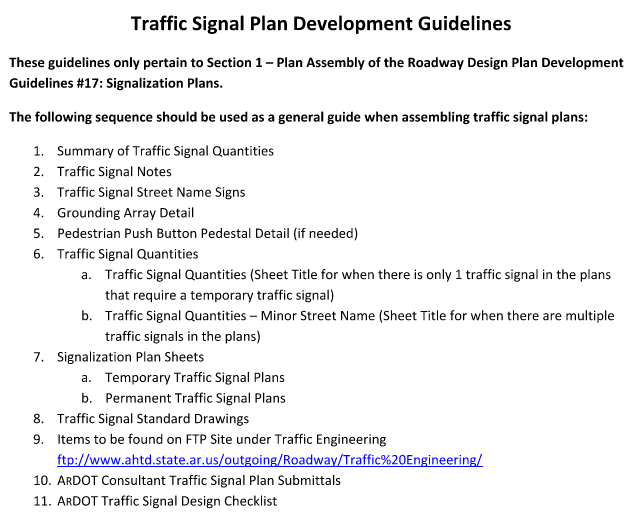 Traffic Signal Plan Development Guidelines
These guidelines only pertain to Section 1 – Plan Assembly of the Roadway Design Plan Development
Guidelines #17: Signalization Plans.
The following sequence should be used as a general guide when assembling traffic signal plans:
1. Summary of Traffic Signal Quantities
2. Traffic Signal Notes
3. Traffic Signal Street Name Signs
4. Grounding Array Detail
5. Pedestrian Push Button Pedestal Detail (if needed)
6. Traffic Signal Quantities
a. Traffic Signal Quantities (Sheet Title for when there is only 1 traffic signal in the plans
that require a temporary traffic signal)
b. Traffic Signal Quantities – Minor Street Name (Sheet Title for when there are multiple
traffic signals in the plans)
7. Signalization Plan Sheets
a. Temporary Traffic Signal Plans
b. Permanent Traffic Signal Plans
8. Traffic Signal Standard Drawings
9. Items to be found on FTP Site under Traffic Engineering
ftp://www.ahtd.state.ar.us/outgoing/Roadway/Traffic%20Engineering/
10. ARDOT Consultant Traffic Signal Plan Submittals
11. ARDOT Traffic Signal Design Checklist